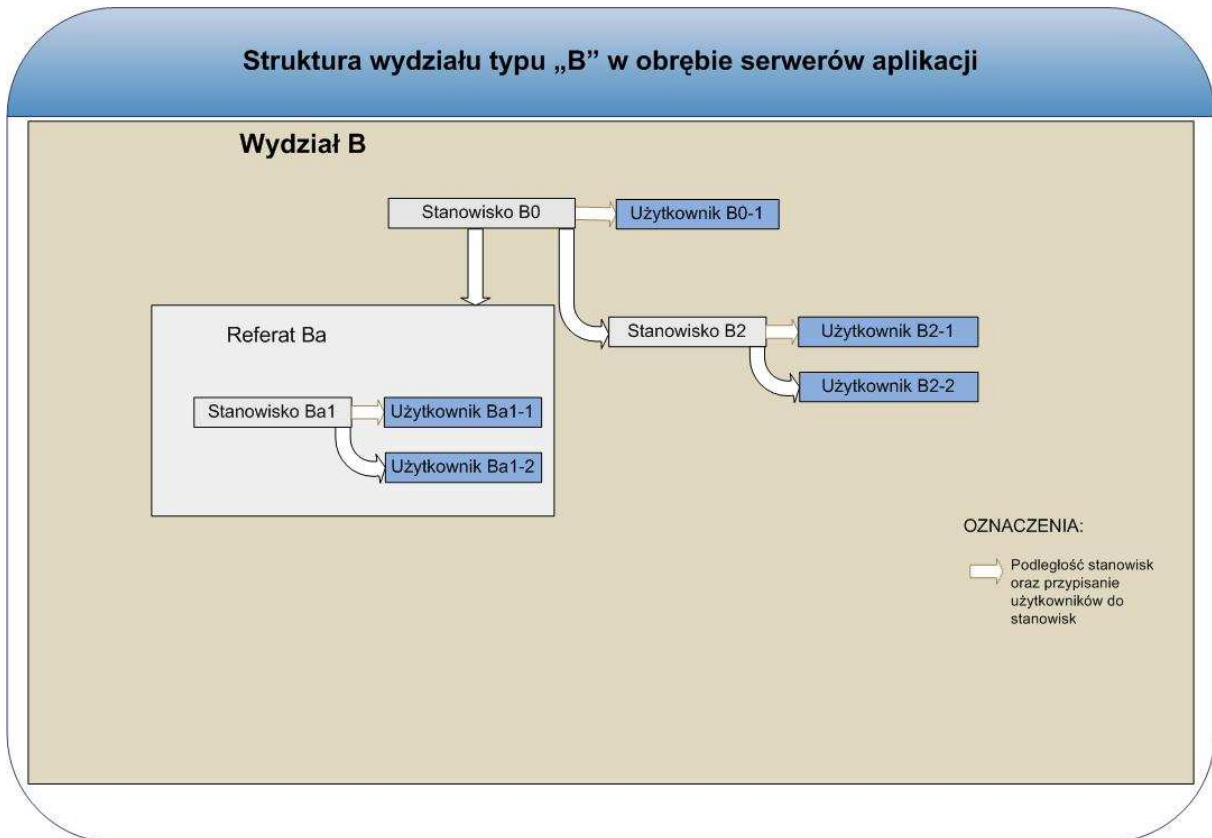 Struktura wydziału typu „B” w obrębie serwerów aplikacji
Wydział B
Stanowisko B0
Użytkownik B0-1
Referat Ba
Stanowisko B2
Użytkownik B2-1
Użytkownik B2-2
Stanowisko Ba1
Użytkownik Ba1-1
Użytkownik Ba1-2
OZNACZENIA:
Podległość stanowisk
oraz przypisanie
użytkowników do
stanowisk